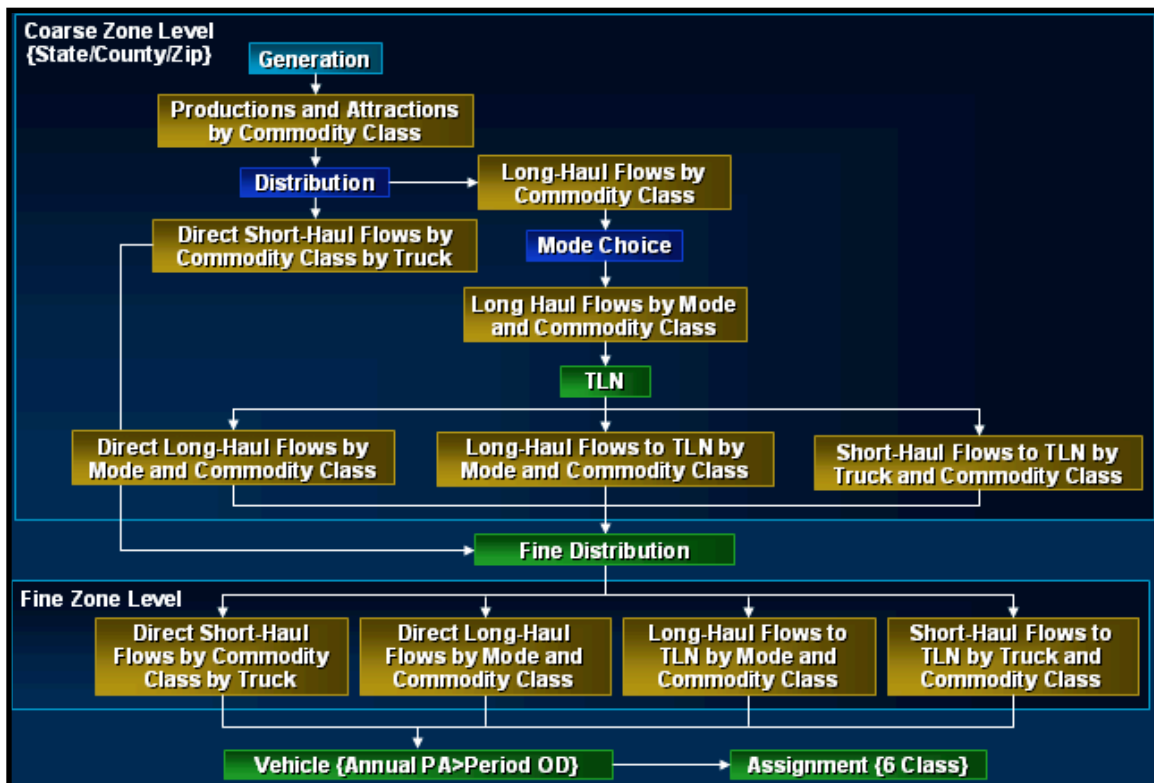 Coarse Zone Level
{State/County/Zip}
Generation
Productions and Attractions
by Commodity Class
Distribution
Long-Haul Flows by
Commodity Class
Direct Short-Haul Flows by
Commodity Class by Truck
Mode Choice
Long Haul Flows by Mode
and Commodity Class
TLN
Direct Long-Haul Flows by
Mode and Commodity Class
Long-Haul Flows to TLN by
Mode and Commodity Class
Short-Haul Flows to TLN by
Truck and Commodity Class
Fine Distribution
Fine Zone Level
Direct Short-Haul
Flows by Commodity
Class by Truck
Direct Long-Haul
Flows by Mode and
Commodity Class
Long-Haul Flows to
TLN by Mode and
Commodity Class
Short-Haul Flows to
TLN by Truck and
Commodity Class
Vehicle {Annual PA>Period OD}
Assignment {6 Class}